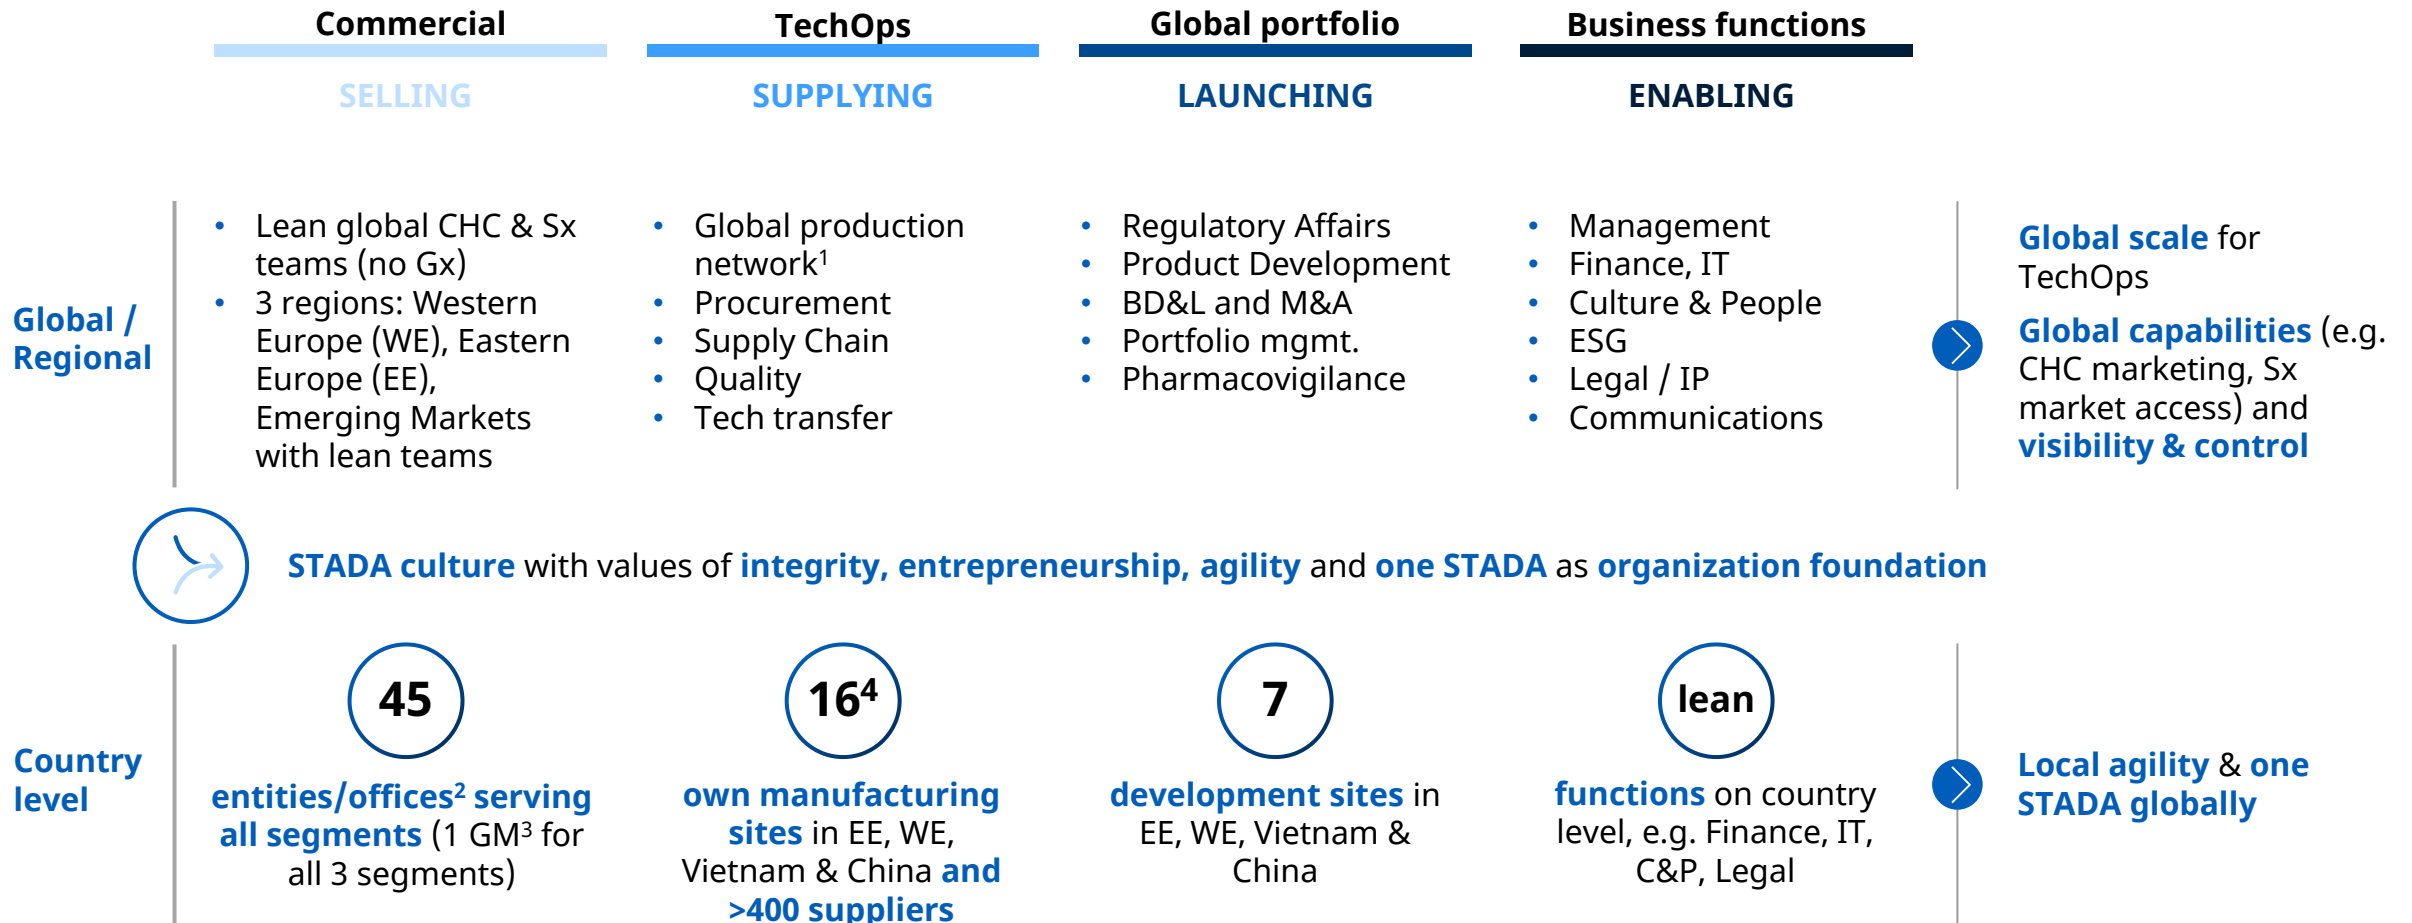 Commercial
SELLING
TechOps
SUPPLYING
Global portfolio
LAUNCHING
Business functions
ENABLING
Global /
Regional
• Lean global CHC & Sx
teams (no Gx)
• 3 regions: Western
Europe (WE), Eastern
Europe (EE),
Emerging Markets
with lean teams
• Global production
network¹
• Procurement
• Supply Chain
• Quality
• Tech transfer
• Regulatory Affairs
• Product Development
• BD&L and M&A
• Portfolio mgmt.
• Pharmacovigilance
• Management
• Finance, IT
• Culture & People
• ESG
• Legal / IP
• Communications
Global scale for
TechOps
Global capabilities (e.g.
CHC marketing, Sx
market access) and
visibility & control
STADA culture with values of integrity, entrepreneurship, agility and one STADA as organization foundation
Country
level
45
entities/offices² serving
all segments (1 GM³ for
all 3 segments)
16⁴
own manufacturing
sites in EE, WE,
Vietnam & China and
>400 suppliers
7
development sites in
EE, WE, Vietnam &
China
lean
functions on country
level, e.g. Finance, IT,
C&P, Legal
Local agility & one
STADA globally